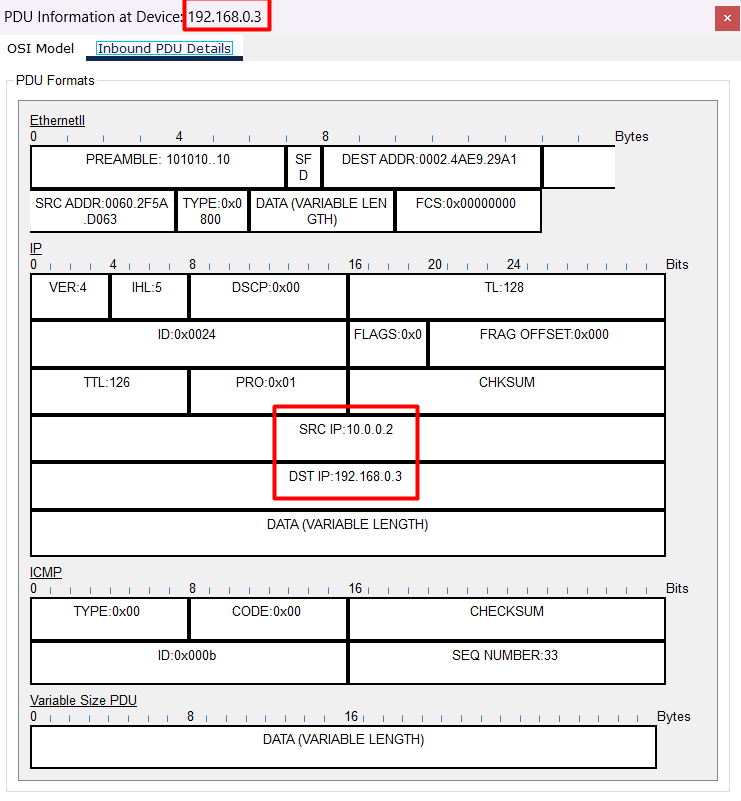 PDU Information at Device: 192.168.0.3
×
OSI Model Inbound PDU Details
PDU Formats
EthernetII
0 4 8 Bytes
PREAMBLE: 101010..10 SF DEST ADDR:0002.4AE9.29A1
D
SRC ADDR:0060.2F5A TYPE:0x0 DATA (VARIABLE LEN FCS:0x00000000
.D063 800 GTH)
IP
0 4 8 16 20 24 Bits
VER:4 IHL:5 DSCP:0x00 TL:128
ID:0x0024 FLAGS:0x0 FRAG OFFSET:0x000
TTL:126 PRO:0x01 CHKSUM
SRC IP:10.0.0.2
DST IP:192.168.0.3
DATA (VARIABLE LENGTH)
ICMP
0 8 16 Bits
TYPE:0x00 CODE:0x00 CHECKSUM
ID:0x000b SEQ NUMBER:33
Variable Size PDU
0 8 16 Bytes
DATA (VARIABLE LENGTH)